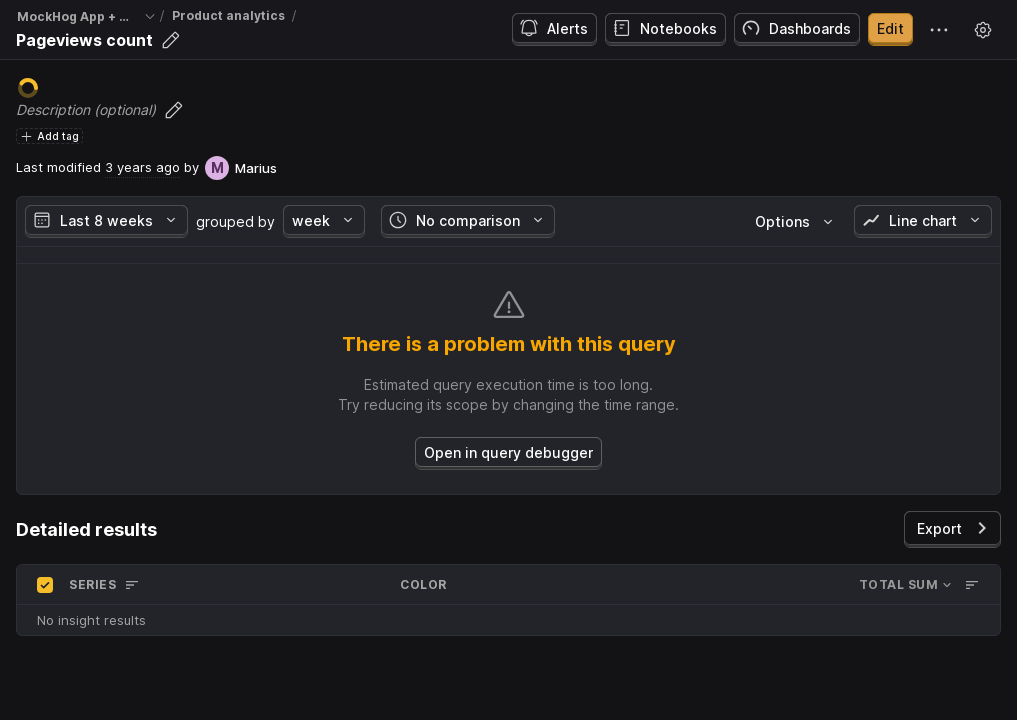 MockHog App + ... / Product analytics /
Pageviews count
Alerts Notebooks Dashboards Edit
Description (optional)
Add tag
Last modified 3 years ago by M Marius
Last 8 weeks grouped by week No comparison Options Line chart
There is a problem with this query
Estimated query execution time is too long.
Try reducing its scope by changing the time range.
Open in query debugger
Detailed results
Export
SERIES COLOR TOTAL SUM
No insight results